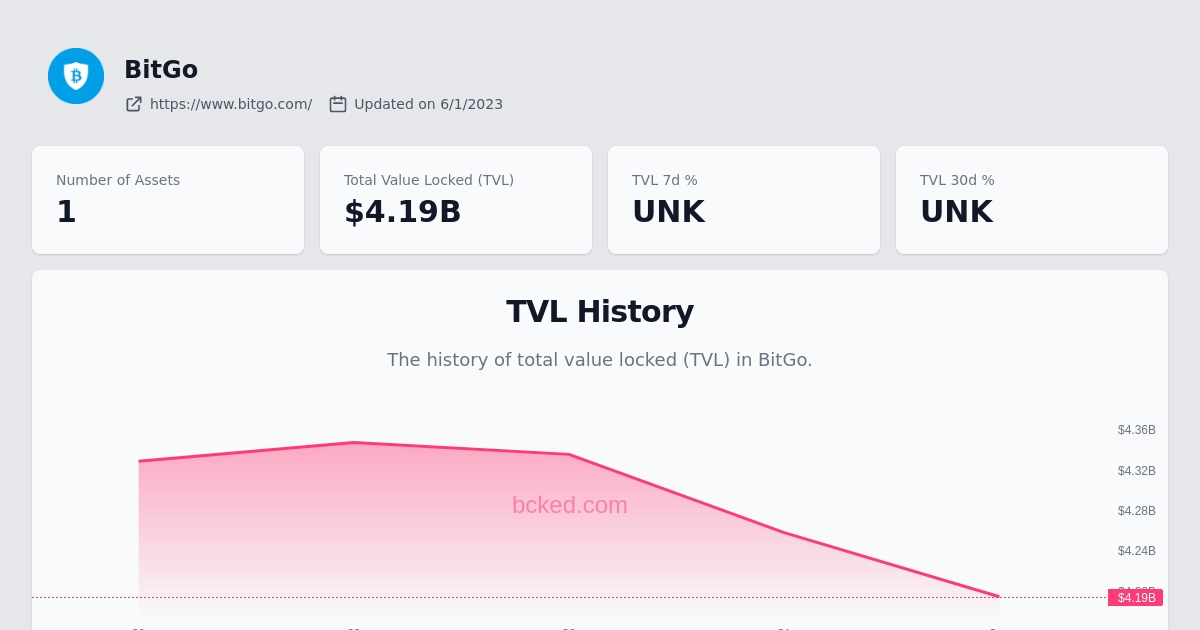 BitGo
https://www.bitgo.com/ Updated on 6/1/2023
Number of Assets
1
Total Value Locked (TVL)
$4.19B
TVL 7d %
UNK
TVL 30d %
UNK
TVL History
The history of total value locked (TVL) in BitGo.
$4.36B
$4.32B
bcked.com
$4.28B
$4.24B
$4.19B